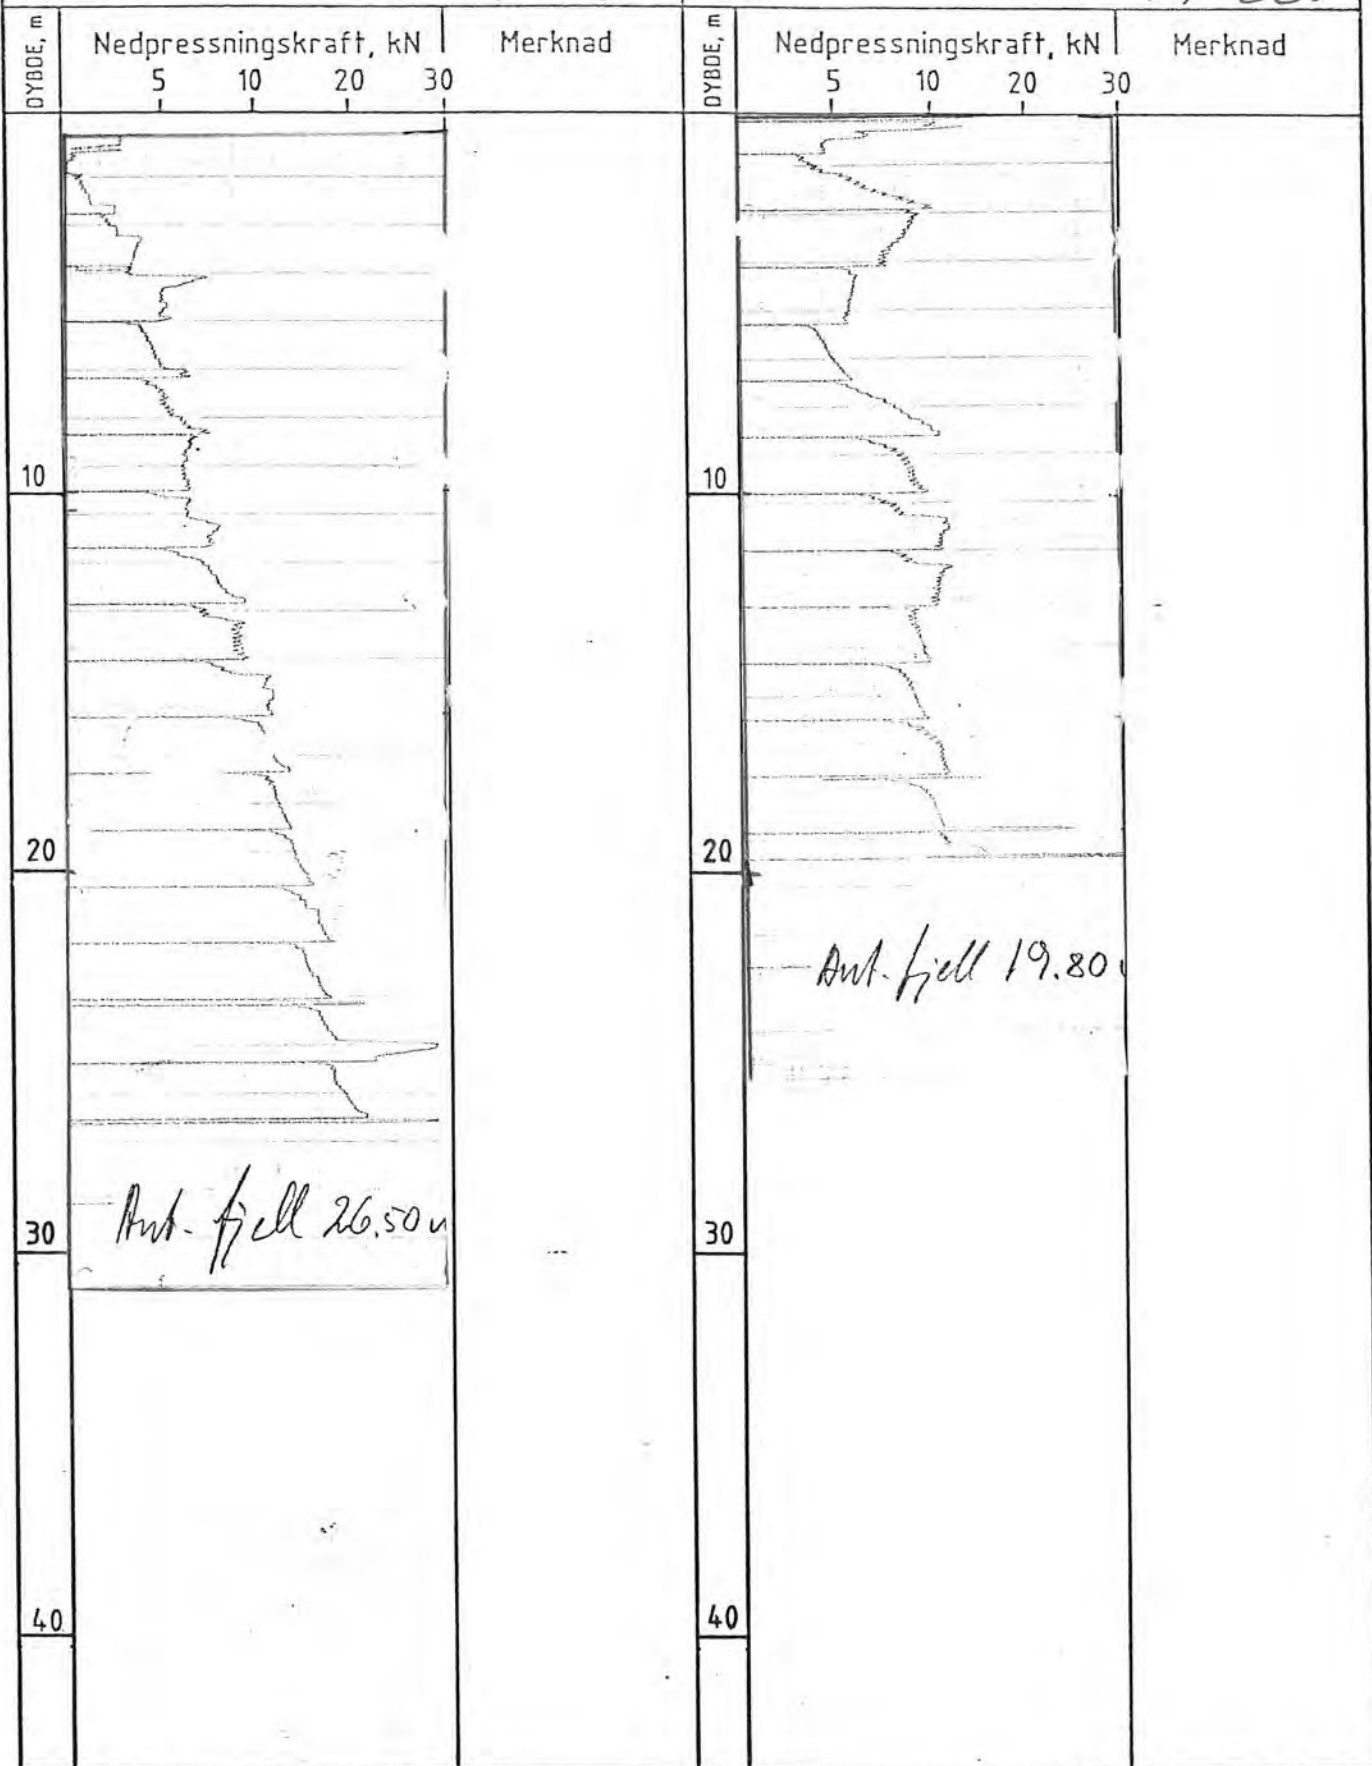 DYBDE, m
Nedpressningskraft, kN
Merknad
5 10 20 30
10
20
Ant. fjell 26.50 m
30
40
DYBDE, m
Nedpressningskraft, kN
Merknad
5 10 20 30
10
20
Ant. fjell 19.80
30
40